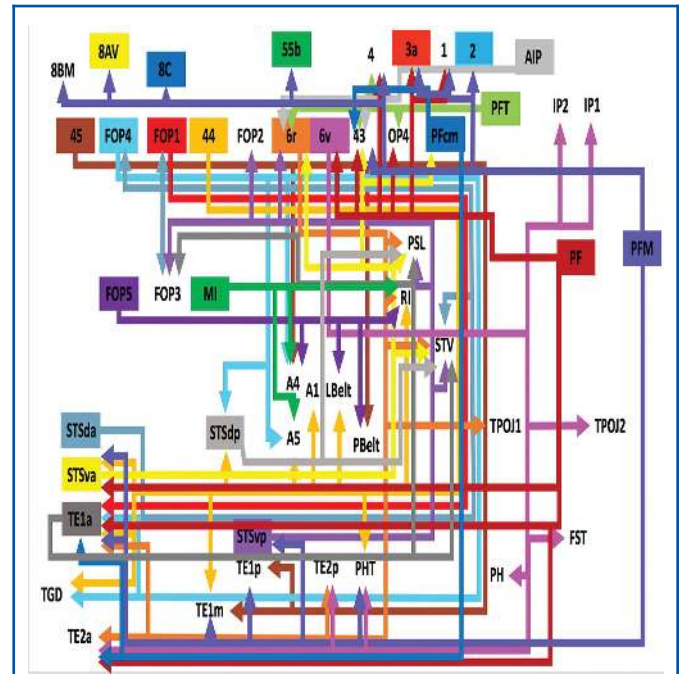 55b 4 3a 1 2 AIP
8BM 8AV 8C
PFT
IP2 IP1
45 FOP4 FOP1 44 FOP2 6r 6v 43 OP4 PFcm
PSL PF PFM
FOP5 FOP3 MI RI
STV
A4 A1 LBelt
STSda STSdp A5 PBelt TPOJ1 TPOJ2
STSva
TE1a STSvp FST
TGD TE1p TE2p PHT PH
TE1m
TE2a